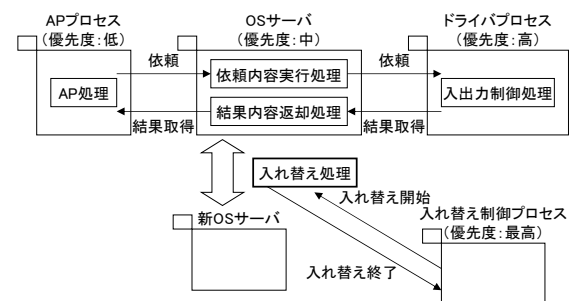 APプロセス
(優先度:低)
OSサーバ
(優先度:中)
ドライバプロセス
(優先度:高)
依頼
依頼
AP処理
依頼内容実行処理
結果内容返却処理
入出力制御処理
結果取得
結果取得
入れ替え処理
入れ替え開始
新OSサーバ
入れ替え制御プロセス
(優先度:最高)
入れ替え終了